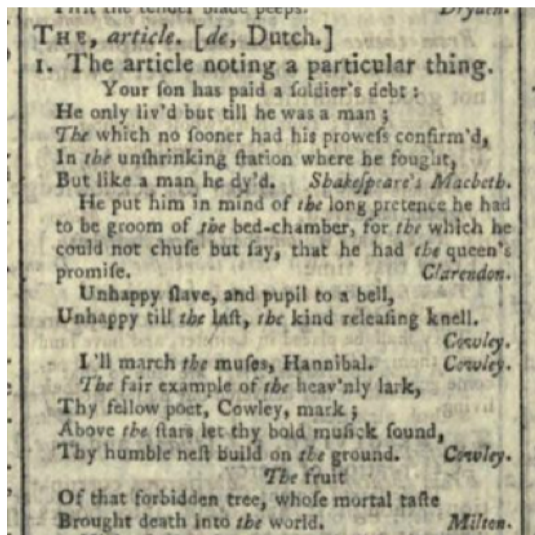 First the tender blade peeps. Dryden.
THE, article. [de, Dutch.]
1. The article noting a particular thing.
Your ſon has paid a ſoldier's debt:
He only liv'd but till he was a man;
The which no ſooner had his proweſs confirm'd,
In the unſhrinking ſtation where he fought,
But like a man he dy'd. Shakeſpeare's Macbeth.
He put him in mind of the long pretence he had
to be groom of the bed-chamber, for the which he
could not chuſe but ſay, that he had the queen's
promiſe. Clarendon.
Unhappy ſlave, and pupil to a bell,
Unhappy till the laſt, the kind releaſing knell.
Cowley.
I'll march the muſes, Hannibal. Cowley.
The fair example of the heav'nly lark,
Thy fellow poet, Cowley, mark;
Above the ſtars let thy bold muſick ſound,
Thy humble neſt build on the ground. Cowley.
The fruit
Of that forbidden tree, whoſe mortal taſte
Brought death into the world. Milton.